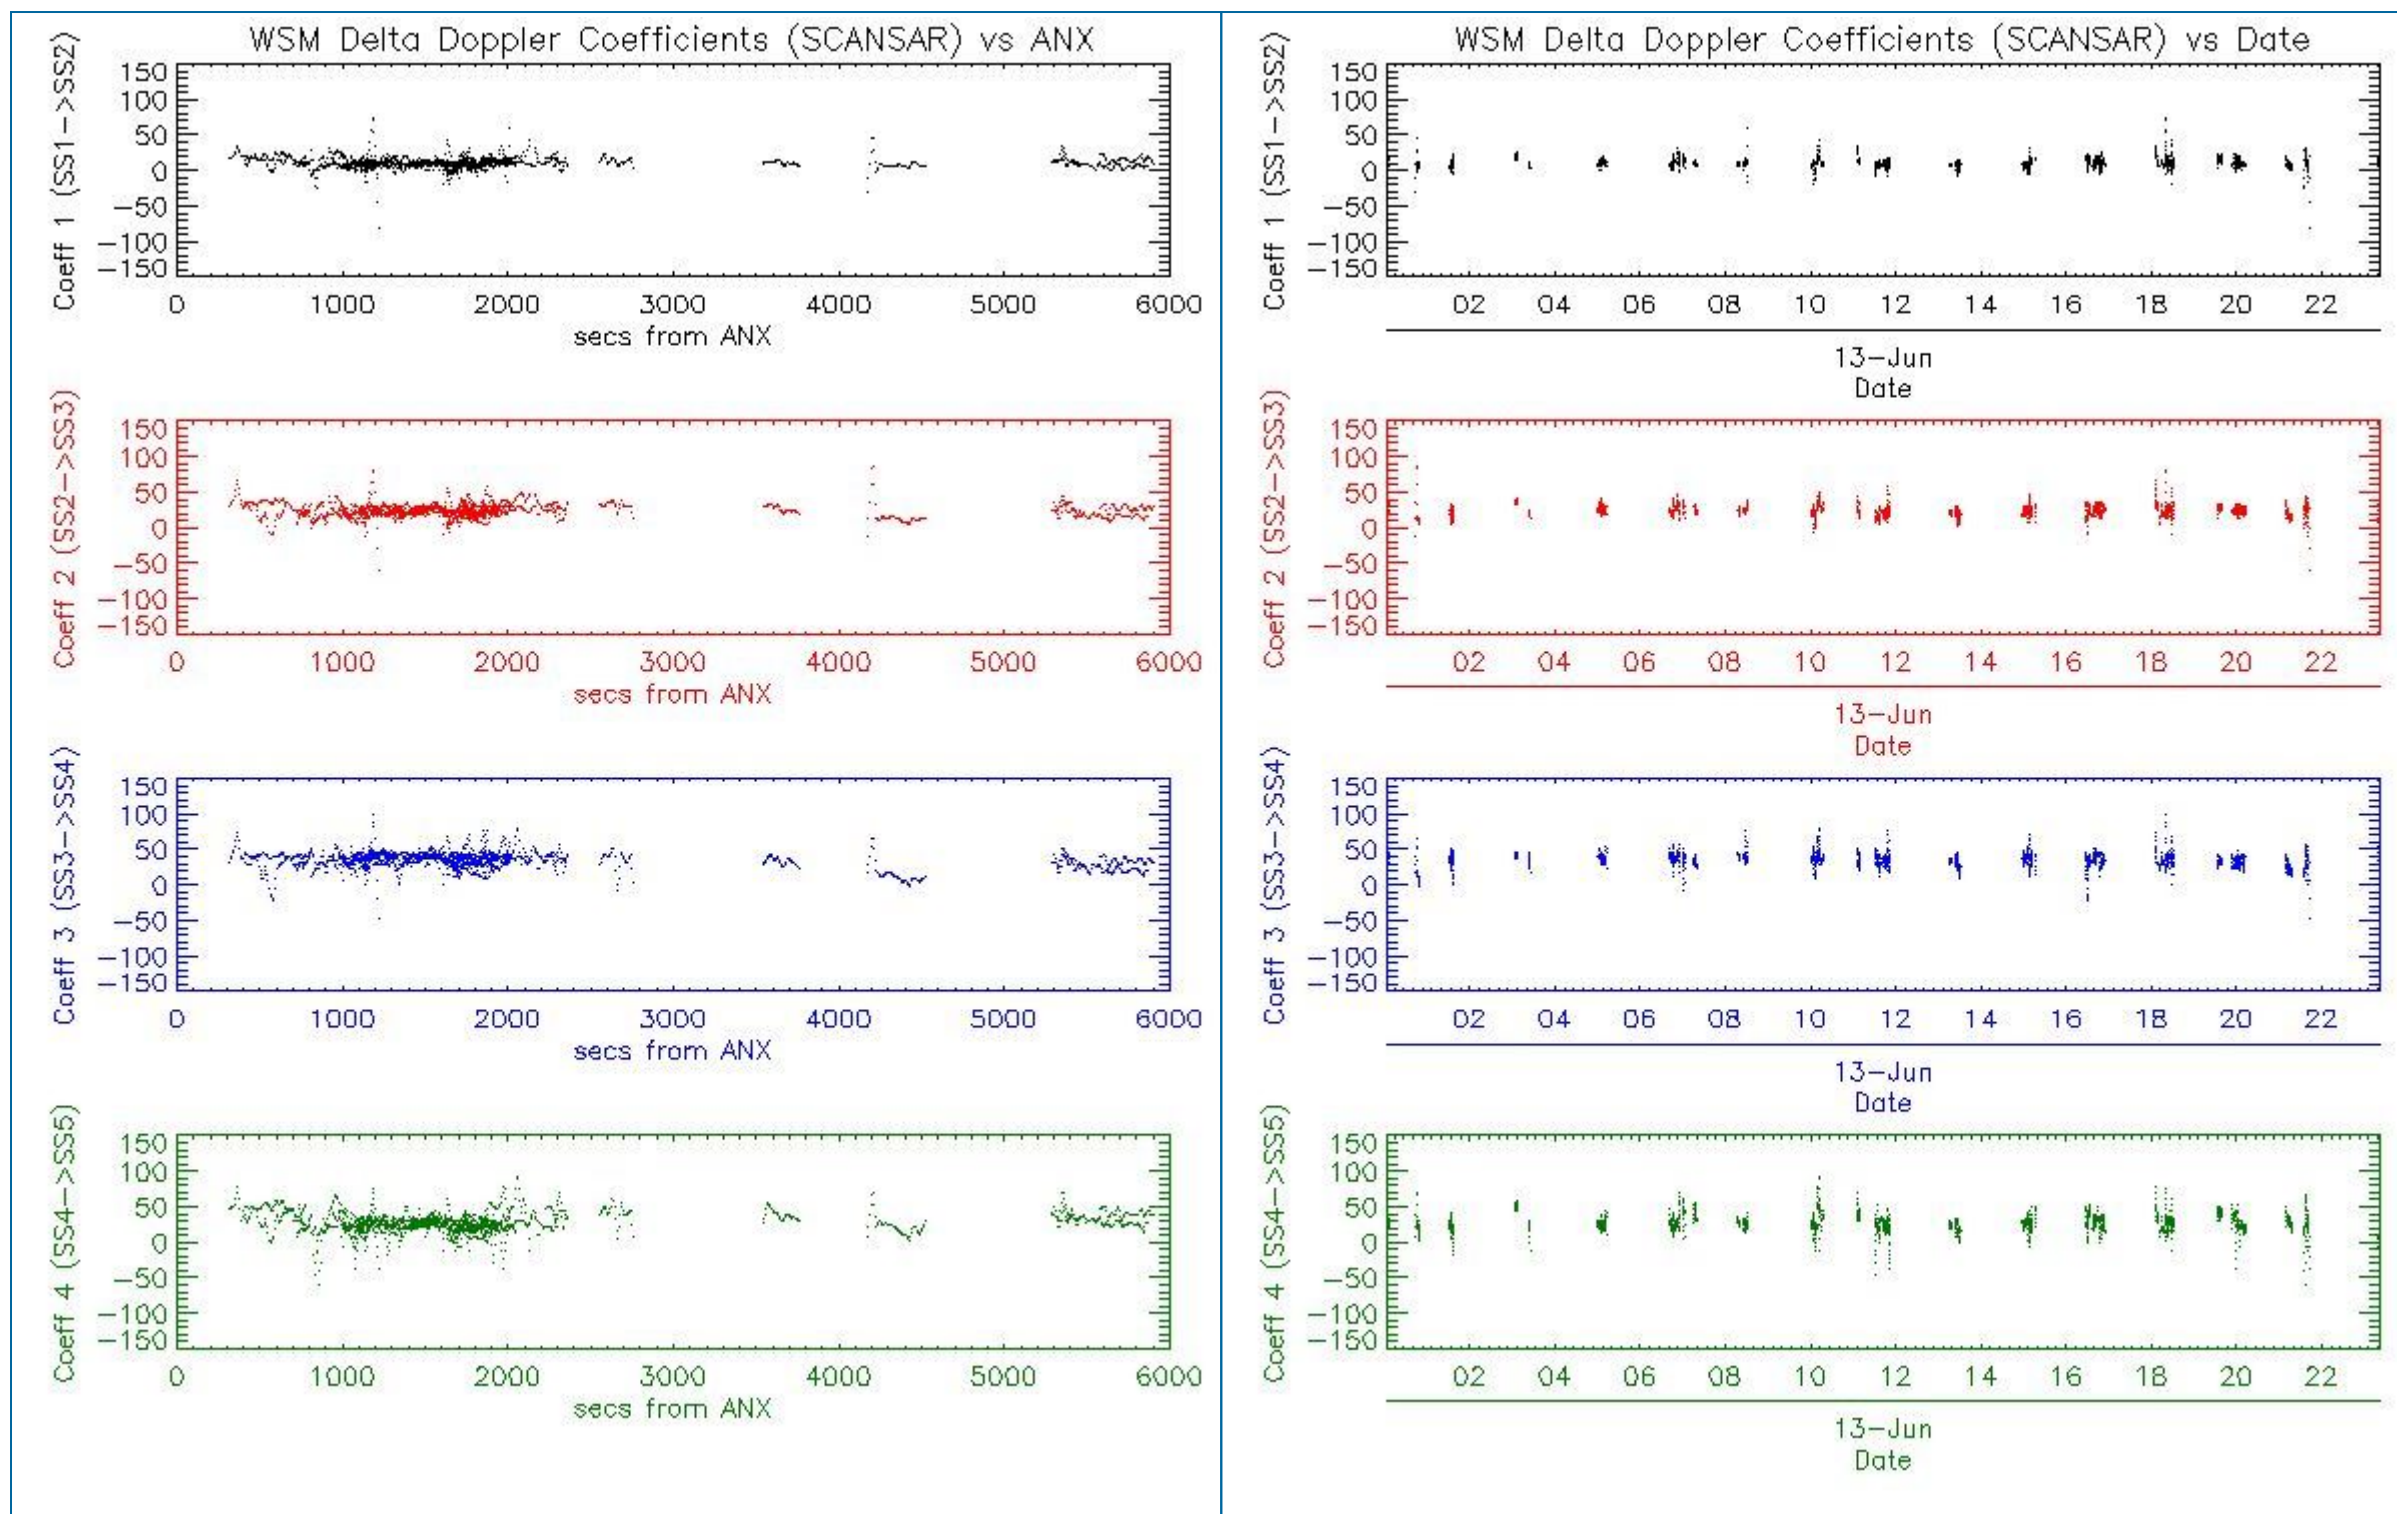 WSM Delta Doppler Coefficients (SCANSAR) vs ANX
Coeff 1 (SS1->SS2)
150
100
50
0
-50
-100
-150
0 1000 2000 3000 4000 5000 6000
secs from ANX
Coeff 2 (SS2->SS3)
150
100
50
0
-50
-100
-150
0 1000 2000 3000 4000 5000 6000
secs from ANX
Coeff 3 (SS3->SS4)
150
100
50
0
-50
-100
-150
0 1000 2000 3000 4000 5000 6000
secs from ANX
Coeff 4 (SS4->SS5)
150
100
50
0
-50
-100
-150
0 1000 2000 3000 4000 5000 6000
secs from ANX
WSM Delta Doppler Coefficients (SCANSAR) vs Date
Coeff 1 (SS1->SS2)
150
100
50
0
-50
-100
-150
02 04 06 08 10 12 14 16 18 20 22
13-Jun
Date
Coeff 2 (SS2->SS3)
150
100
50
0
-50
-100
-150
02 04 06 08 10 12 14 16 18 20 22
13-Jun
Date
Coeff 3 (SS3->SS4)
150
100
50
0
-50
-100
-150
02 04 06 08 10 12 14 16 18 20 22
13-Jun
Date
Coeff 4 (SS4->SS5)
150
100
50
0
-50
-100
-150
02 04 06 08 10 12 14 16 18 20 22
13-Jun
Date